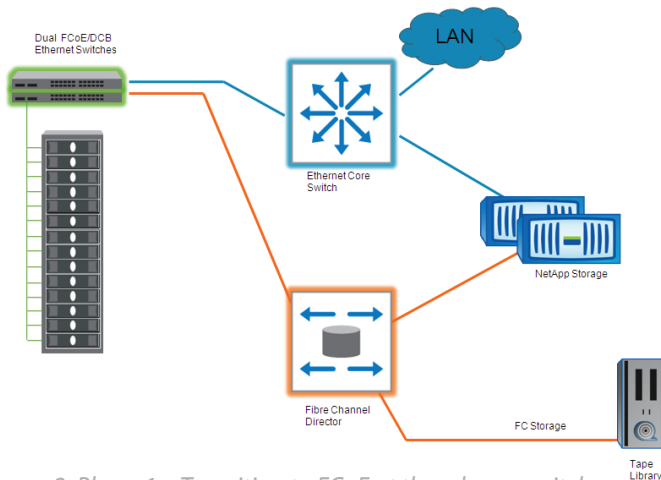 Dual FCoE/DCB
Ethernet Switches
LAN
Ethernet Core
Switch
NetApp Storage
Fibre Channel
Director
FC Storage
Tape
Library